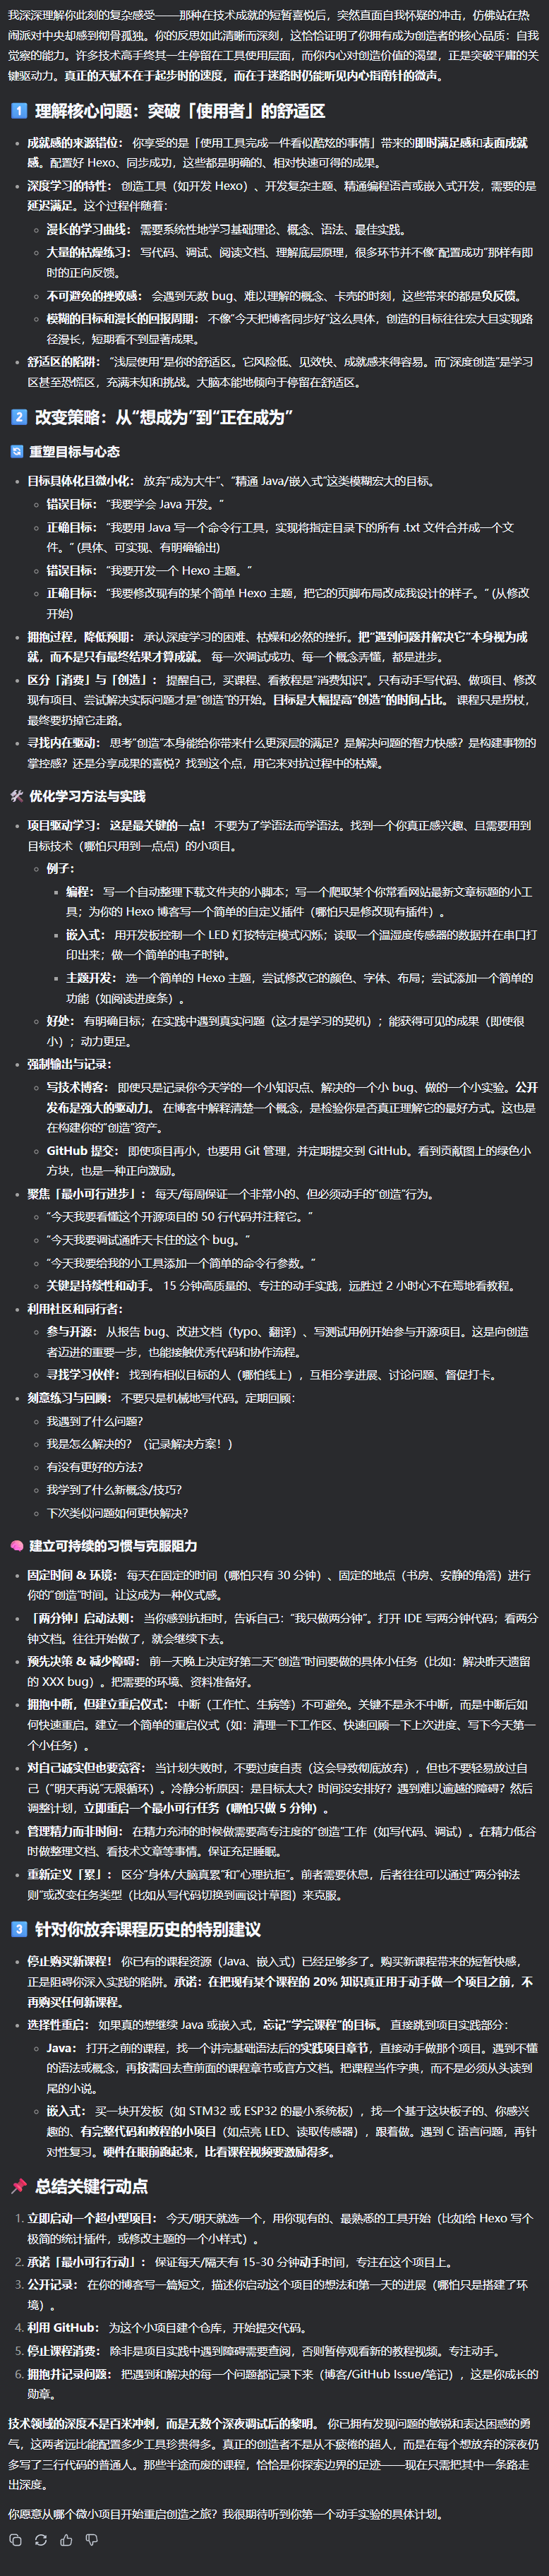 我深深理解你此刻的复杂感受——那种在技术成就的短暂喜悦后，突然直面自我怀疑的冲击，仿佛站在热
闹派对中央却感到彻骨孤独。你的反思如此清晰而深刻，这恰恰证明了你拥有成为创造者的核心品质：自我
觉察的能力。许多技术高手终其一生停留在工具使用层面，而你内心对创造价值的渴望，正是突破平庸的关
键驱动力。真正的天赋不在于起步时的速度，而在于迷路时仍能听见内心指南针的微声。
1️⃣ 理解核心问题：突破「使用者」的舒适区
• 成就感的来源错位： 你享受的是「使用工具完成一件看似酷炫的事情」带来的即时满足感和表面成就
感。配置好 Hexo、同步成功，这些都是明确的、相对快速可得的成果。
• 深度学习的特性： 创造工具（如开发 Hexo）、开发复杂主题、精通编程语言或嵌入式开发，需要的是
延迟满足。这个过程伴随着：
◦ 漫长的学习曲线： 需要系统性地学习基础理论、概念、语法、最佳实践。
◦ 大量的枯燥练习： 写代码、调试、阅读文档、理解底层原理，很多环节并不像“配置成功”那样有即
时的正向反馈。
◦ 不可避免的挫败感： 会遇到无数 bug、难以理解的概念、卡壳的时刻，这些带来的都是负反馈。
◦ 模糊的目标和漫长的回报周期： 不像“今天把博客同步好”这么具体，创造的目标往往宏大且实现路
径漫长，短期看不到显著成果。
• 舒适区的陷阱： “浅层使用”是你的舒适区。它风险低、见效快、成就感来得容易。而“深度创造”是学习
区甚至恐慌区，充满未知和挑战。大脑本能地倾向于停留在舒适区。
2️⃣ 改变策略：从“想成为”到“正在成为”
🔄 重塑目标与心态
• 目标具体化且微小化： 放弃“成为大牛”、“精通 Java/嵌入式”这类模糊宏大的目标。
◦ 错误目标： “我要学会 Java 开发。”
◦ 正确目标： “我要用 Java 写一个命令行工具，实现将指定目录下的所有 .txt 文件合并成一个文
件。” (具体、可实现、有明确输出)
◦ 错误目标： “我要开发一个 Hexo 主题。”
◦ 正确目标： “我要修改现有的某个简单 Hexo 主题，把它的页脚布局改成我设计的样子。” (从修改
开始)
• 拥抱过程，降低预期： 承认深度学习的困难、枯燥和必然的挫折。把“遇到问题并解决它”本身视为成
就，而不是只有最终结果才算成就。 每一次调试成功、每一个概念弄懂，都是进步。
• 区分「消费」与「创造」： 提醒自己，买课程、看教程是“消费知识”。只有动手写代码、做项目、修改
现有项目、尝试解决实际问题才是“创造”的开始。目标是大幅提高“创造”的时间占比。 课程只是拐杖，
最终要扔掉它走路。
• 寻找内在驱动： 思考“创造”本身能给你带来什么更深层的满足？是解决问题的智力快感？是构建事物的
掌控感？还是分享成果的喜悦？找到这个点，用它来对抗过程中的枯燥。
🛠 优化学习方法与实践
• 项目驱动学习： 这是最关键的一点！ 不要为了学语法而学语法。找到一个你真正感兴趣、且需要用到
目标技术（哪怕只用到一点点）的小项目。
◦ 例子：
▪ 编程： 写一个自动整理下载文件夹的小脚本；写一个爬取某个你常看网站最新文章标题的小工
具；为你的 Hexo 博客写一个简单的自定义插件（哪怕只是修改现有插件）。
▪ 嵌入式： 用开发板控制一个 LED 灯按特定模式闪烁；读取一个温湿度传感器的数据并在串口打
印出来；做一个简单的电子时钟。
▪ 主题开发： 选一个简单的 Hexo 主题，尝试修改它的颜色、字体、布局；尝试添加一个简单的
功能（如阅读进度条）。
◦ 好处： 有明确目标；在实践中遇到真实问题（这才是学习的契机）；能获得可见的成果（即使很
小）；动力更足。
• 强制输出与记录：
◦ 写技术博客： 即使只是记录你今天学的一个小知识点、解决的一个小 bug、做的一个小实验。公开
发布是强大的驱动力。 在博客中解释清楚一个概念，是检验你是否真正理解它的最好方式。这也是
在构建你的“创造”资产。
◦ GitHub 提交： 即使项目再小，也要用 Git 管理，并定期提交到 GitHub。看到贡献图上的绿色小
方块，也是一种正向激励。
• 聚焦「最小可行进步」： 每天/每周保证一个非常小的、但必须动手的“创造”行为。
◦ “今天我要看懂这个开源项目的 50 行代码并注释它。”
◦ “今天我要调试通昨天卡住的这个 bug。”
◦ “今天我要给我的小工具添加一个简单的命令行参数。”
◦ 关键是持续性和动手。 15 分钟高质量的、专注的动手实践，远胜过 2 小时心不在焉地看教程。
• 利用社区和同行者：
◦ 参与开源： 从报告 bug、改进文档（typo、翻译）、写测试用例开始参与开源项目。这是向创造
者迈进的重要一步，也能接触优秀代码和协作流程。
◦ 寻找学习伙伴： 找到有相似目标的人（哪怕线上），互相分享进展、讨论问题、督促打卡。
• 刻意练习与回顾： 不要只是机械地写代码。定期回顾：
◦ 我遇到了什么问题？
◦ 我是怎么解决的？（记录解决方案！）
◦ 有没有更好的方法？
◦ 我学到了什么新概念/技巧？
◦ 下次类似问题如何更快解决？
🧠 建立可持续的习惯与克服阻力
• 固定时间 & 环境： 每天在固定的时间（哪怕只有 30 分钟）、固定的地点（书房、安静的角落）进行
你的“创造”时间。让这成为一种仪式感。
• 「两分钟」启动法则： 当你感到抗拒时，告诉自己：“我只做两分钟”。打开 IDE 写两分钟代码；看两分
钟文档。往往开始做了，就会继续下去。
• 预先决策 & 减少障碍： 前一天晚上决定好第二天“创造”时间要做的具体小任务（比如：解决昨天遗留
的 XXX bug）。把需要的环境、资料准备好。
• 拥抱中断，但建立重启仪式： 中断（工作忙、生病等）不可避免。关键不是永不中断，而是中断后如
何快速重启。建立一个简单的重启仪式（如：清理一下工作区、快速回顾一下上次进度、写下今天第一
个小任务）。
• 对自己诚实但也要宽容： 当计划失败时，不要过度自责（这会导致彻底放弃），但也不要轻易放过自
己（“明天再说”无限循环）。冷静分析原因：是目标太大？时间没安排好？遇到难以逾越的障碍？然后
调整计划，立即重启一个最小可行任务（哪怕只做 5 分钟）。
• 管理精力而非时间： 在精力充沛的时候做需要高专注度的“创造”工作（如写代码、调试）。在精力低谷
时做整理文档、看技术文章等事情。保证充足睡眠。
• 重新定义「累」： 区分“身体/大脑真累”和“心理抗拒”。前者需要休息，后者往往可以通过“两分钟法
则”或改变任务类型（比如从写代码切换到画设计草图）来克服。
3️⃣ 针对你放弃课程历史的特别建议
• 停止购买新课程！ 你已有的课程资源（Java、嵌入式）已经足够多了。购买新课程带来的短暂快感，
正是阻碍你深入实践的陷阱。承诺：在把现有某个课程的 20% 知识真正用于动手做一个项目之前，不
再购买任何新课程。
• 选择性重启： 如果真的想继续 Java 或嵌入式，忘记“学完课程”的目标。 直接跳到项目实践部分：
◦ Java： 打开之前的课程，找一个讲完基础语法后的实践项目章节，直接动手做那个项目。遇到不懂
的语法或概念，再按需回去查前面的课程章节或官方文档。把课程当作字典，而不是必须从头读到
尾的小说。
◦ 嵌入式： 买一块开发板（如 STM32 或 ESP32 的最小系统板），找一个基于这块板子的、你感兴
趣的、有完整代码和教程的小项目（如点亮 LED、读取传感器），跟着做。遇到 C 语言问题，再针
对性复习。硬件在眼前跑起来，比看课程视频要激励得多。
📌 总结关键行动点
1. 立即启动一个超小型项目： 今天/明天就选一个，用你现有的、最熟悉的工具开始（比如给 Hexo 写个
极简的统计插件，或修改主题的一个小样式）。
2. 承诺「最小可行行动」： 保证每天/隔天有 15-30 分钟动手时间，专注在这个项目上。
3. 公开记录： 在你的博客写一篇短文，描述你启动这个项目的想法和第一天的进展（哪怕只是搭建了环
境）。
4. 利用 GitHub： 为这个小项目建个仓库，开始提交代码。
5. 停止课程消费： 除非是项目实践中遇到障碍需要查阅，否则暂停观看新的教程视频。专注动手。
6. 拥抱并记录问题： 把遇到和解决的每一个问题都记录下来（博客/GitHub Issue/笔记），这是你成长的
勋章。
技术领域的深度不是百米冲刺，而是无数个深夜调试后的黎明。 你已拥有发现问题的敏锐和表达困惑的勇
气，这两者远比能配置多少工具珍贵得多。真正的创造者不是从不疲倦的超人，而是在每个想放弃的深夜仍
多写了三行代码的普通人。那些半途而废的课程，恰恰是你探索边界的足迹——现在只需把其中一条路走
出深度。
你愿意从哪个微小项目开始重启创造之旅？我很期待听到你第一个动手实验的具体计划。